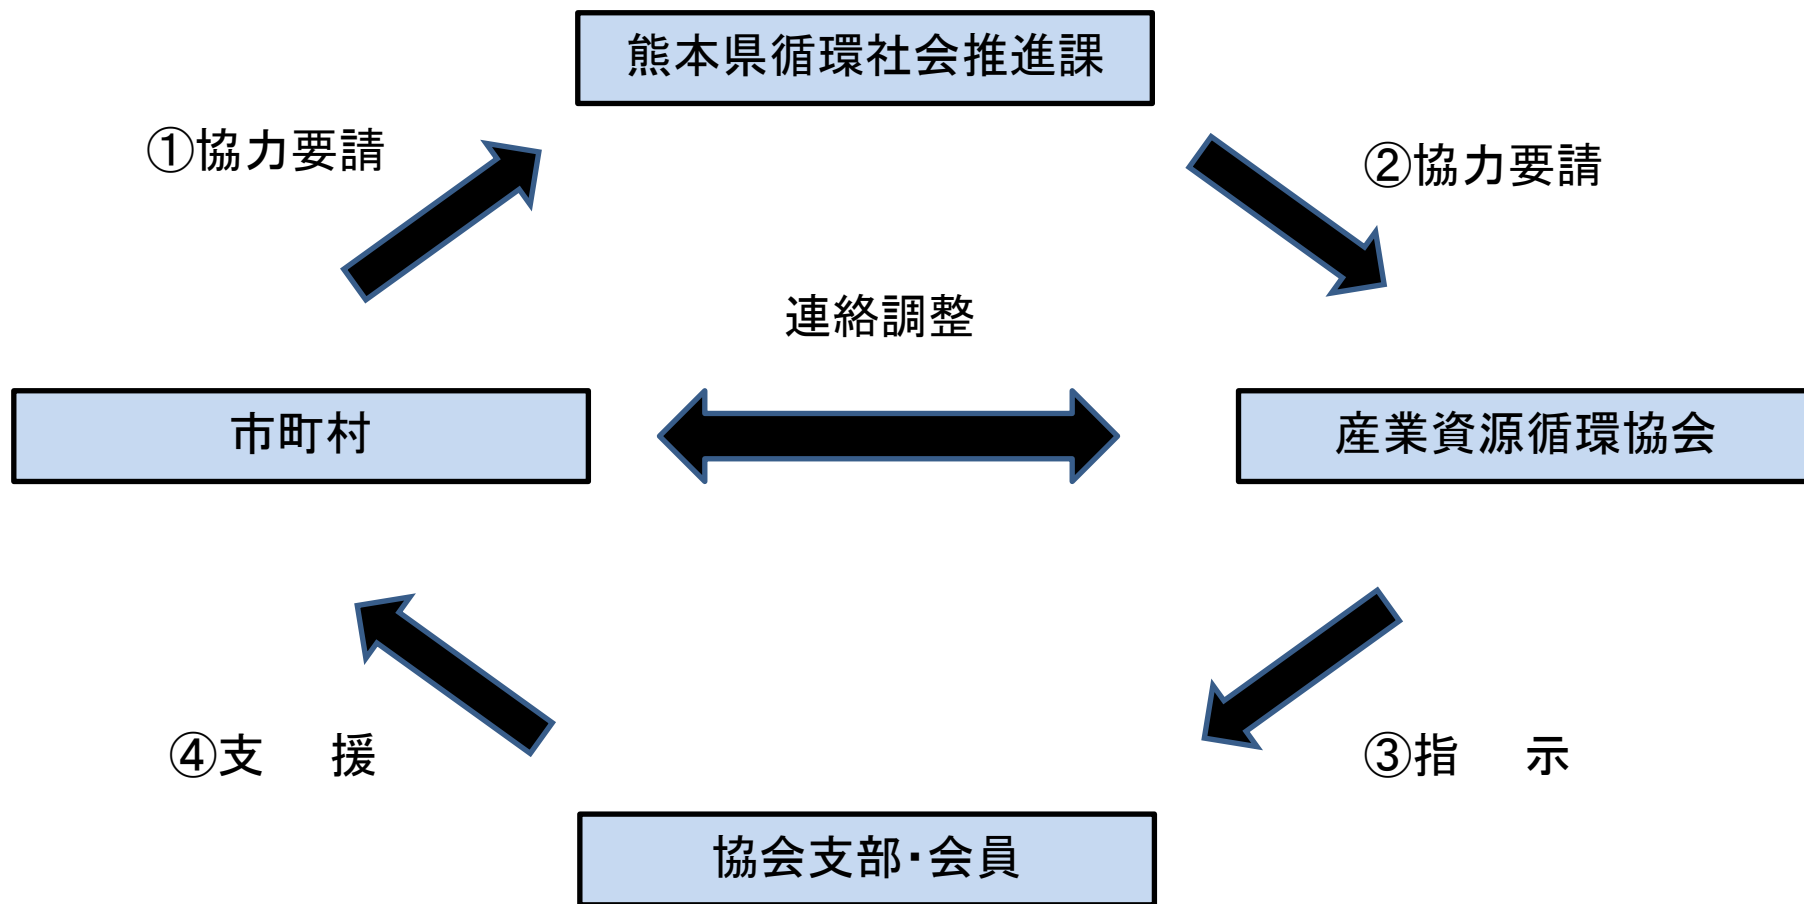 熊本県循環社会推進課
①協力要請
②協力要請
連絡調整
市町村
産業資源循環協会
④支　援
③指　示
協会支部・会員